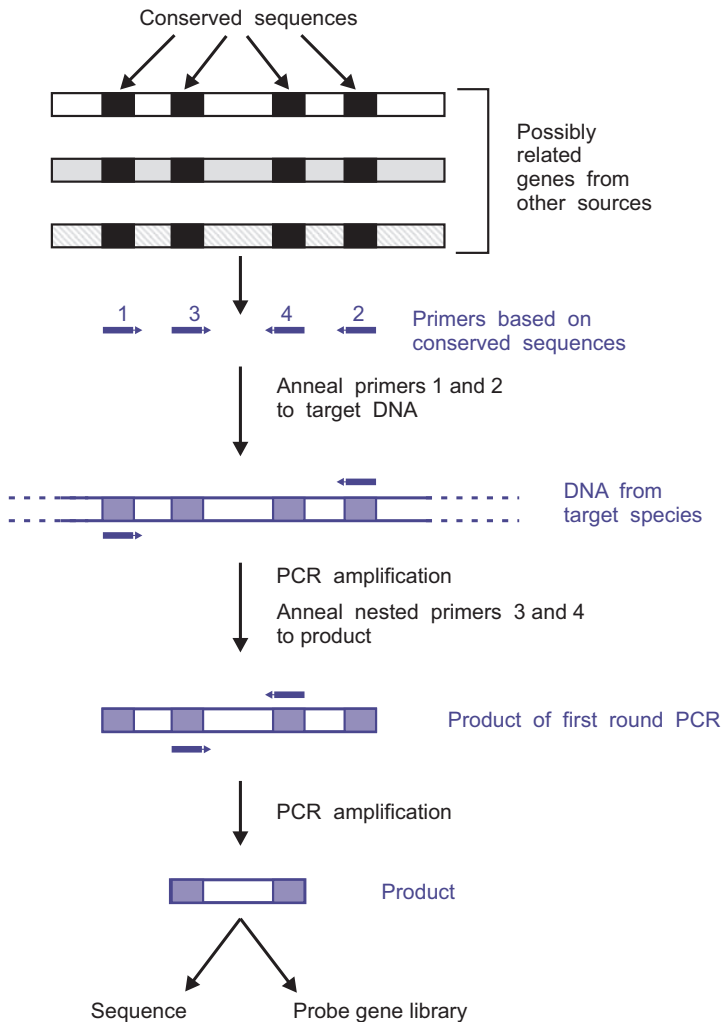 Conserved sequences
Possibly
related
genes from
other sources
1 3 4 2
Primers based on
conserved sequences
Anneal primers 1 and 2
to target DNA
DNA from
target species
PCR amplification
Anneal nested primers 3 and 4
to product
Product of first round PCR
PCR amplification
Product
Sequence
Probe gene library